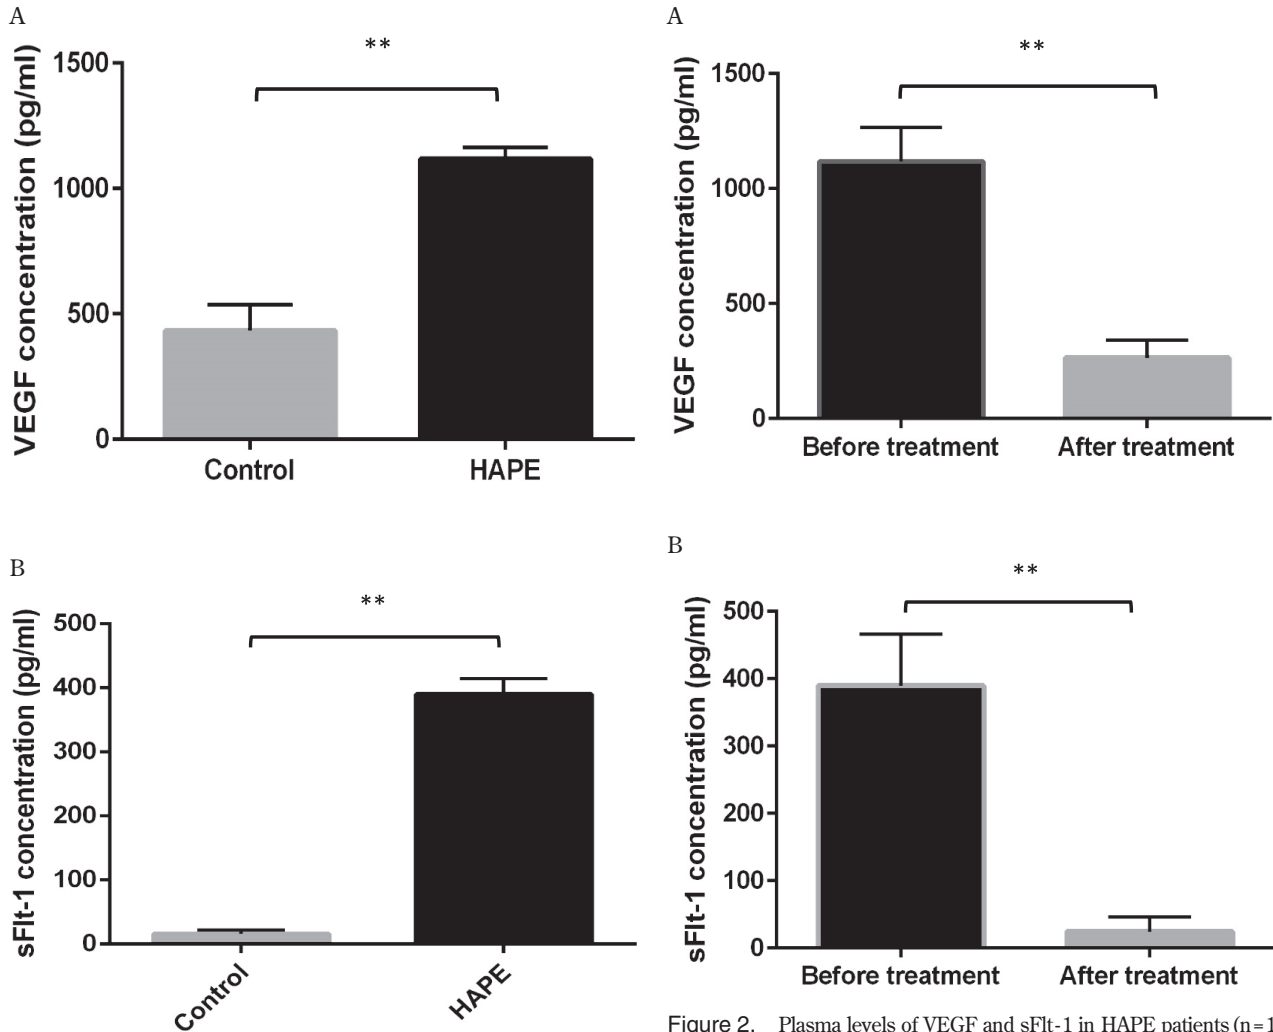 A
**
VEGF concentration (pg/ml)
1500
1000
500
0
Control
HAPE
B
**
sFlt-1 concentration (pg/ml)
500
400
300
200
100
0
Control
HAPE
A
**
VEGF concentration (pg/ml)
1500
1000
500
0
Before treatment
After treatment
B
**
sFlt-1 concentration (pg/ml)
500
400
300
200
100
0
Before treatment
After treatment
Figure 2. Plasma levels of VEGF and sFlt-1 in HAPE patients (n=1